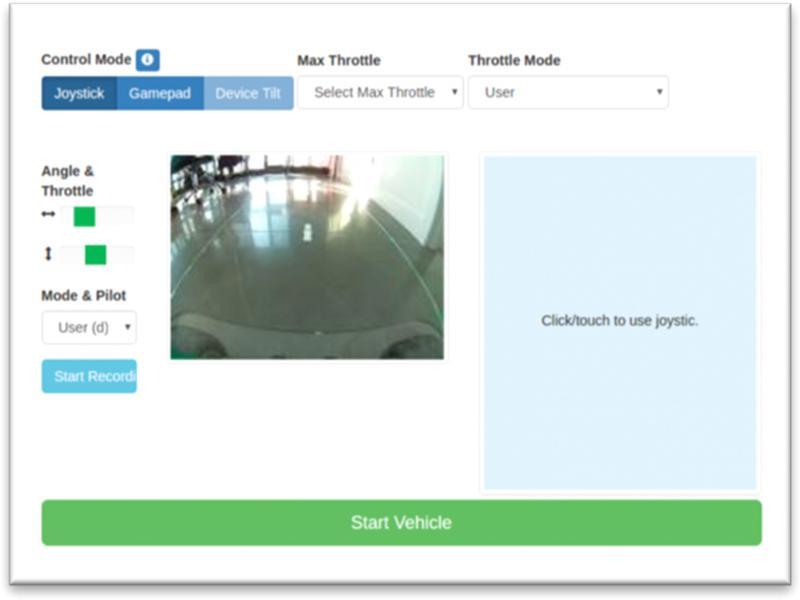 Control Mode
Max Throttle
Throttle Mode
Joystick
Gamepad
Device Tilt
Select Max Throttle
User
Angle &
Throttle
Mode & Pilot
User (d)
Start Recordi
Click/touch to use joystic.
Start Vehicle